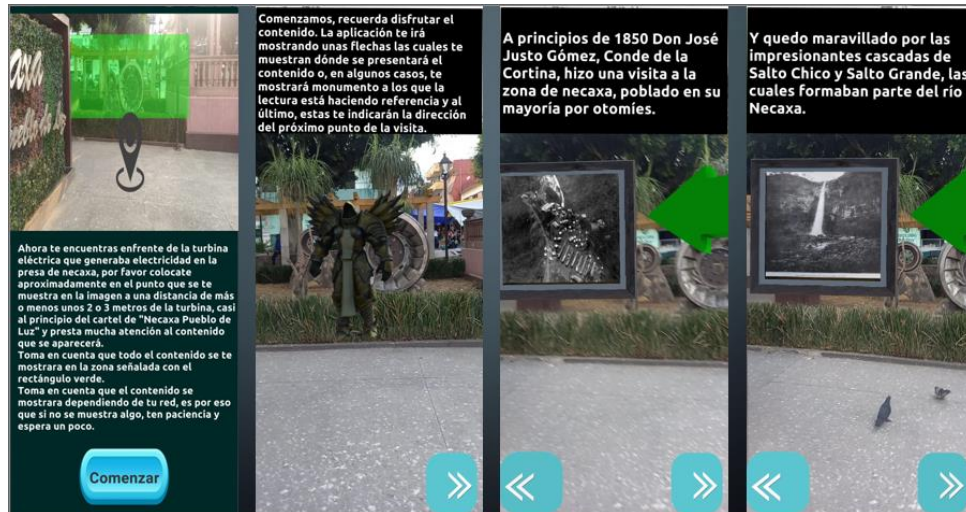 Ahora te encuentras enfrente de la turbina
eléctrica que generaba electricidad en la
presa de necaxa, por favor colocate
aproximadamente en el punto que se te
muestra en la imagen a una distancia de más
o menos unos 2 o 3 metros de la turbina, casi
al principio del cartel de "Necaxa Pueblo de
Luz" y presta mucha atención al contenido
que se aparecerá.
Toma en cuenta que todo el contenido se te
mostrara en la zona señalada con el
rectángulo verde.
Toma en cuenta que el contenido se
mostrara dependiendo de tu red, es por eso
que si no se muestra algo, ten paciencia y
espera un poco.
Comenzar
Comenzamos, recuerda disfrutar el
contenido. La aplicación te irá
mostrando unas flechas las cuales te
muestran dónde se presentará el
contenido o, en algunos casos, te
mostrará monumento a los que la
lectura está haciendo referencia y al
último, estas te indicarán la dirección
del próximo punto de la visita.
A principios de 1850 Don José
Justo Gómez, Conde de la
Cortina, hizo una visita a la
zona de necaxa, poblado en su
mayoría por otomíes.
Y quedo maravillado por las
impresionantes cascadas de
Salto Chico y Salto Grande, las
cuales formaban parte del río
Necaxa.